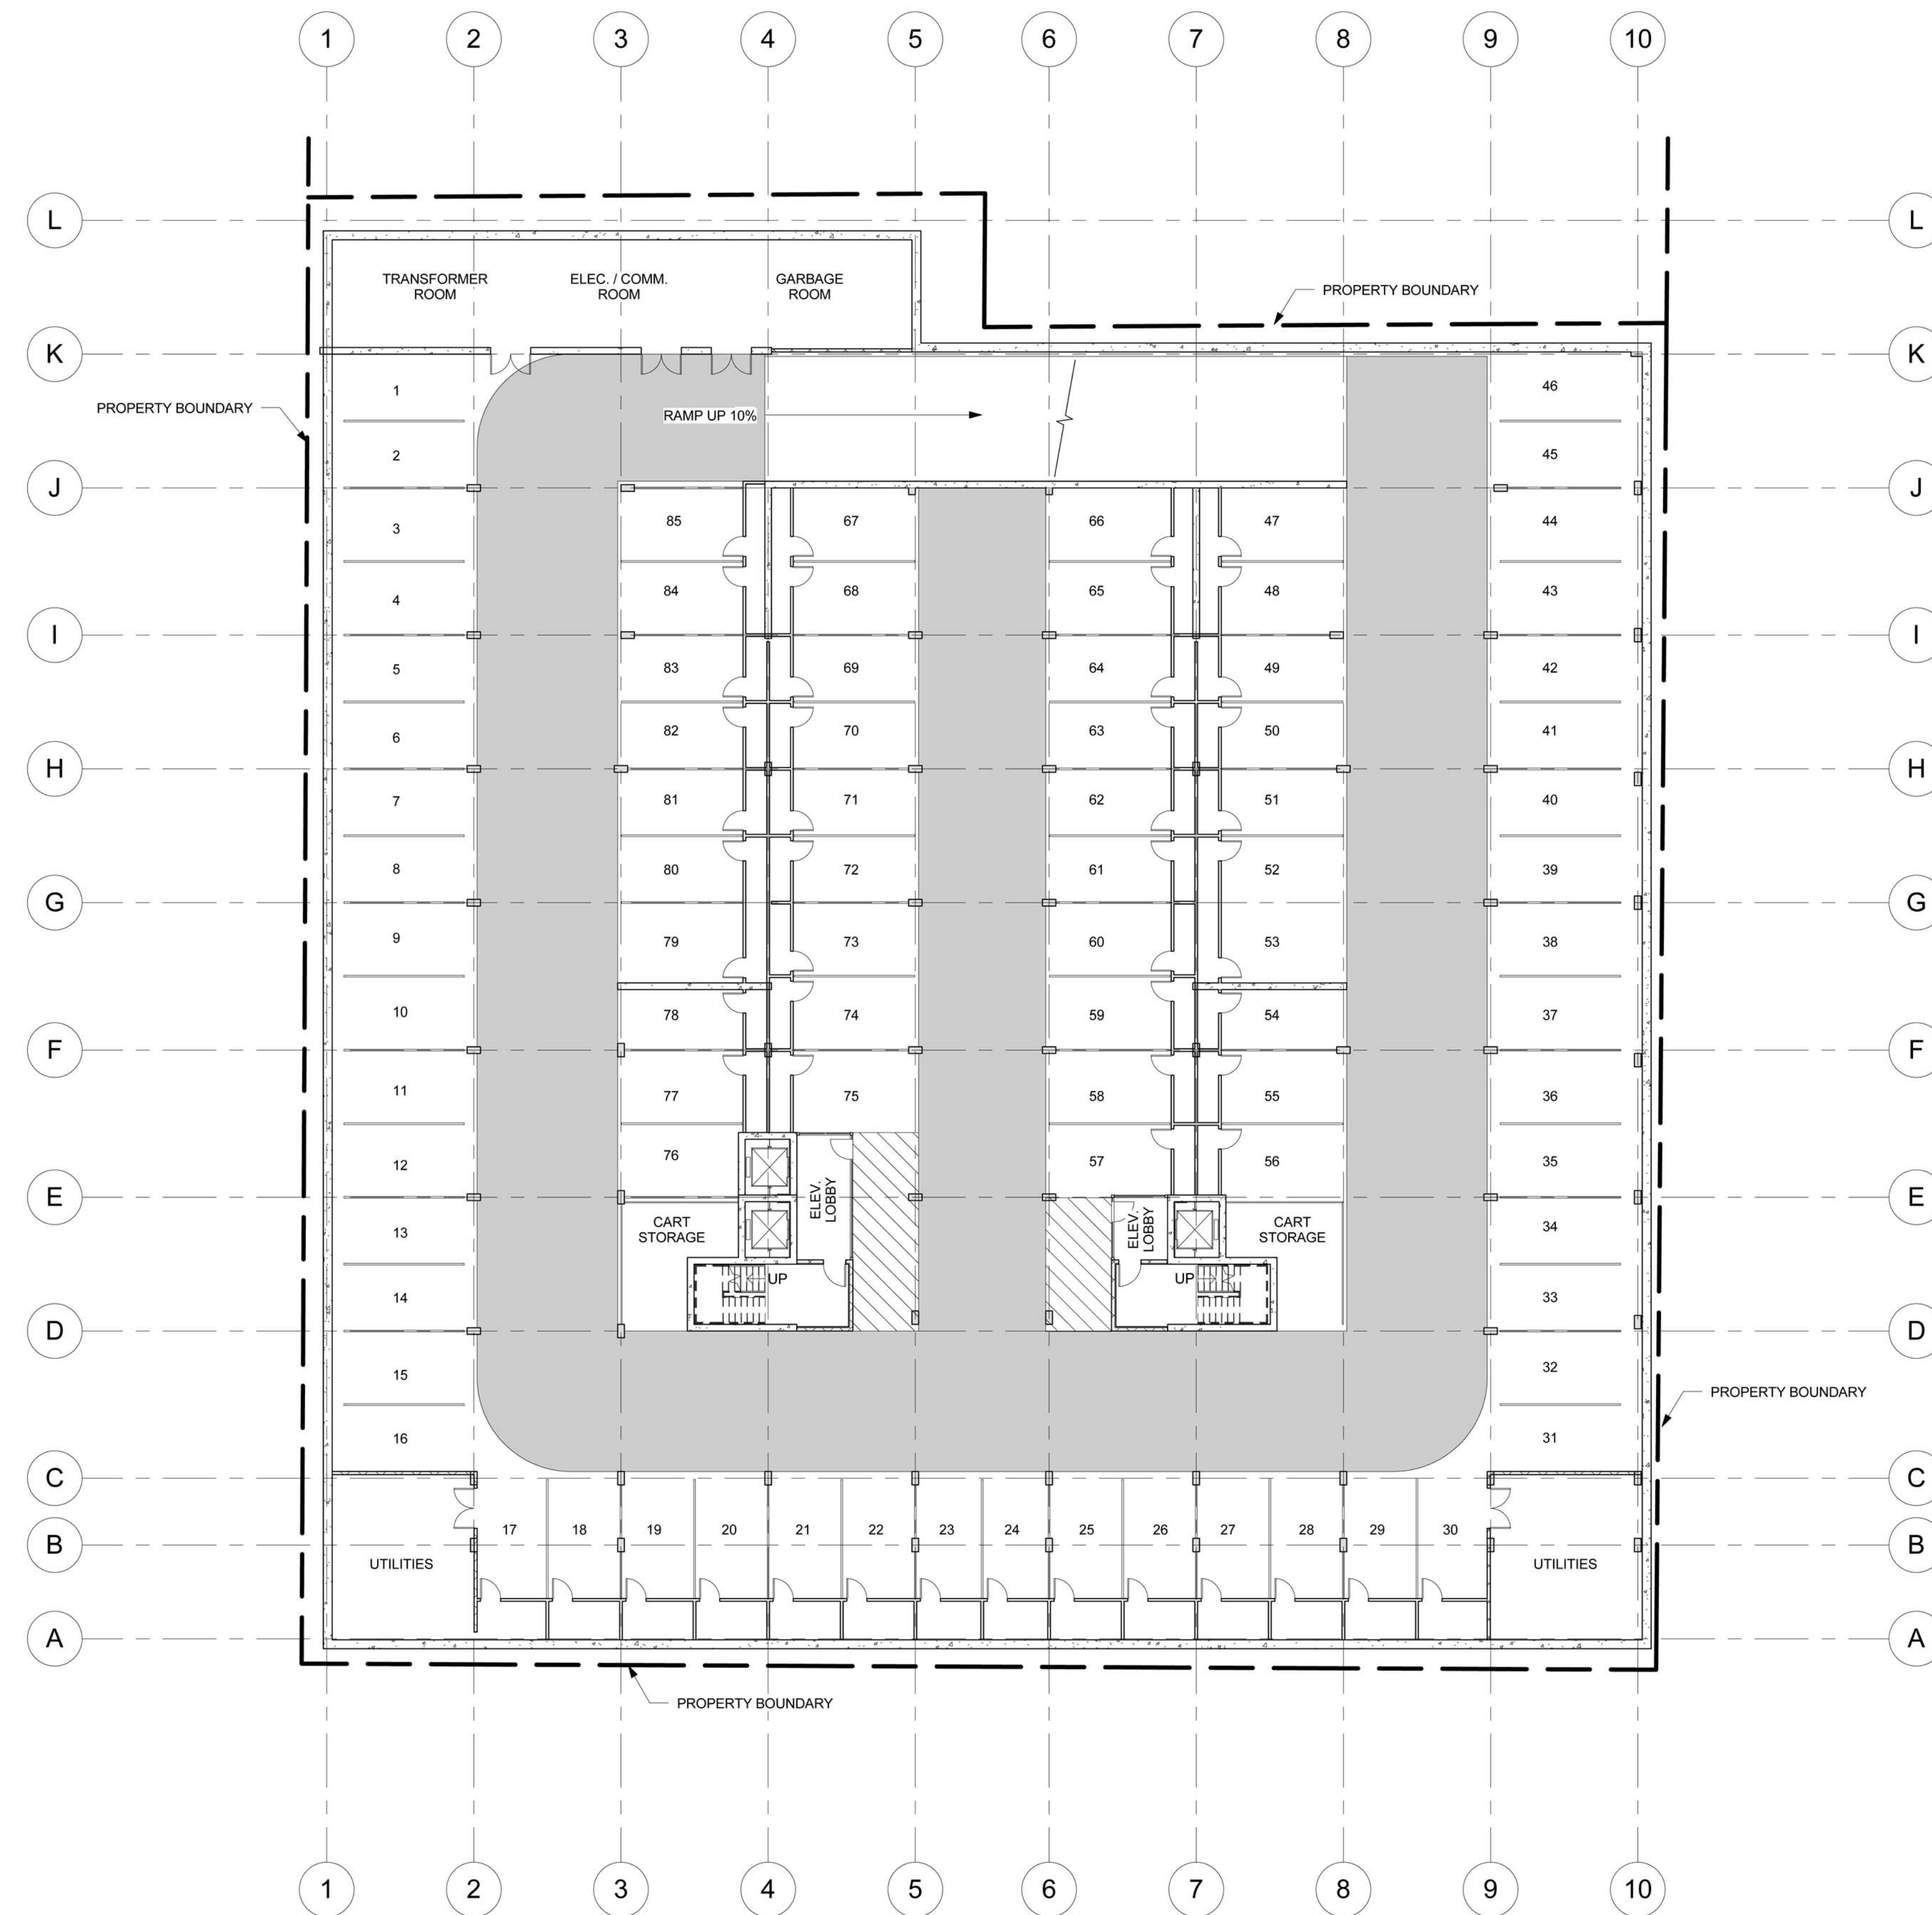 1 2 3 4 5 6 7 8 9 10
L L
TRANSFORMER ELEC. / COMM. GARBAGE
ROOM ROOM ROOM
PROPERTY BOUNDARY
K K
1 46
PROPERTY BOUNDARY
RAMP UP 10%
2 45
J J
3 85 67 66 47 44
4 84 68 65 48 43
I I
5 83 69 64 49 42
6 82 70 63 50 41
H H
7 81 71 62 51 40
8 80 72 61 52 39
G G
9 79 73 60 53 38
10 78 74 59 54 37
F F
11 77 75 58 55 36
12 76 57 56 35
E E
ELEV.
LOBBY
ELEV.
LOBBY
13 CART CART 34
STORAGE STORAGE
UP UP
14 33
D D
15 32
PROPERTY BOUNDARY
16 31
C C
17 18 19 20 21 22 23 24 25 26 27 28 29 30
B B
UTILITIES UTILITIES
A A
PROPERTY BOUNDARY
1 2 3 4 5 6 7 8 9 10